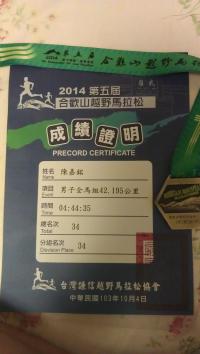 2014 第五屆
合歡山越野馬拉松
成績證明
PRECORD CERTIFICATE
姓名
Name
陳嘉銘
項目
Event
男子全馬組42.195公里
時間
Time
04:44:35
總名次
Total
34
分組名次
Division Place
34
台灣謙信越野馬拉松協會
中華民國103年10月4日